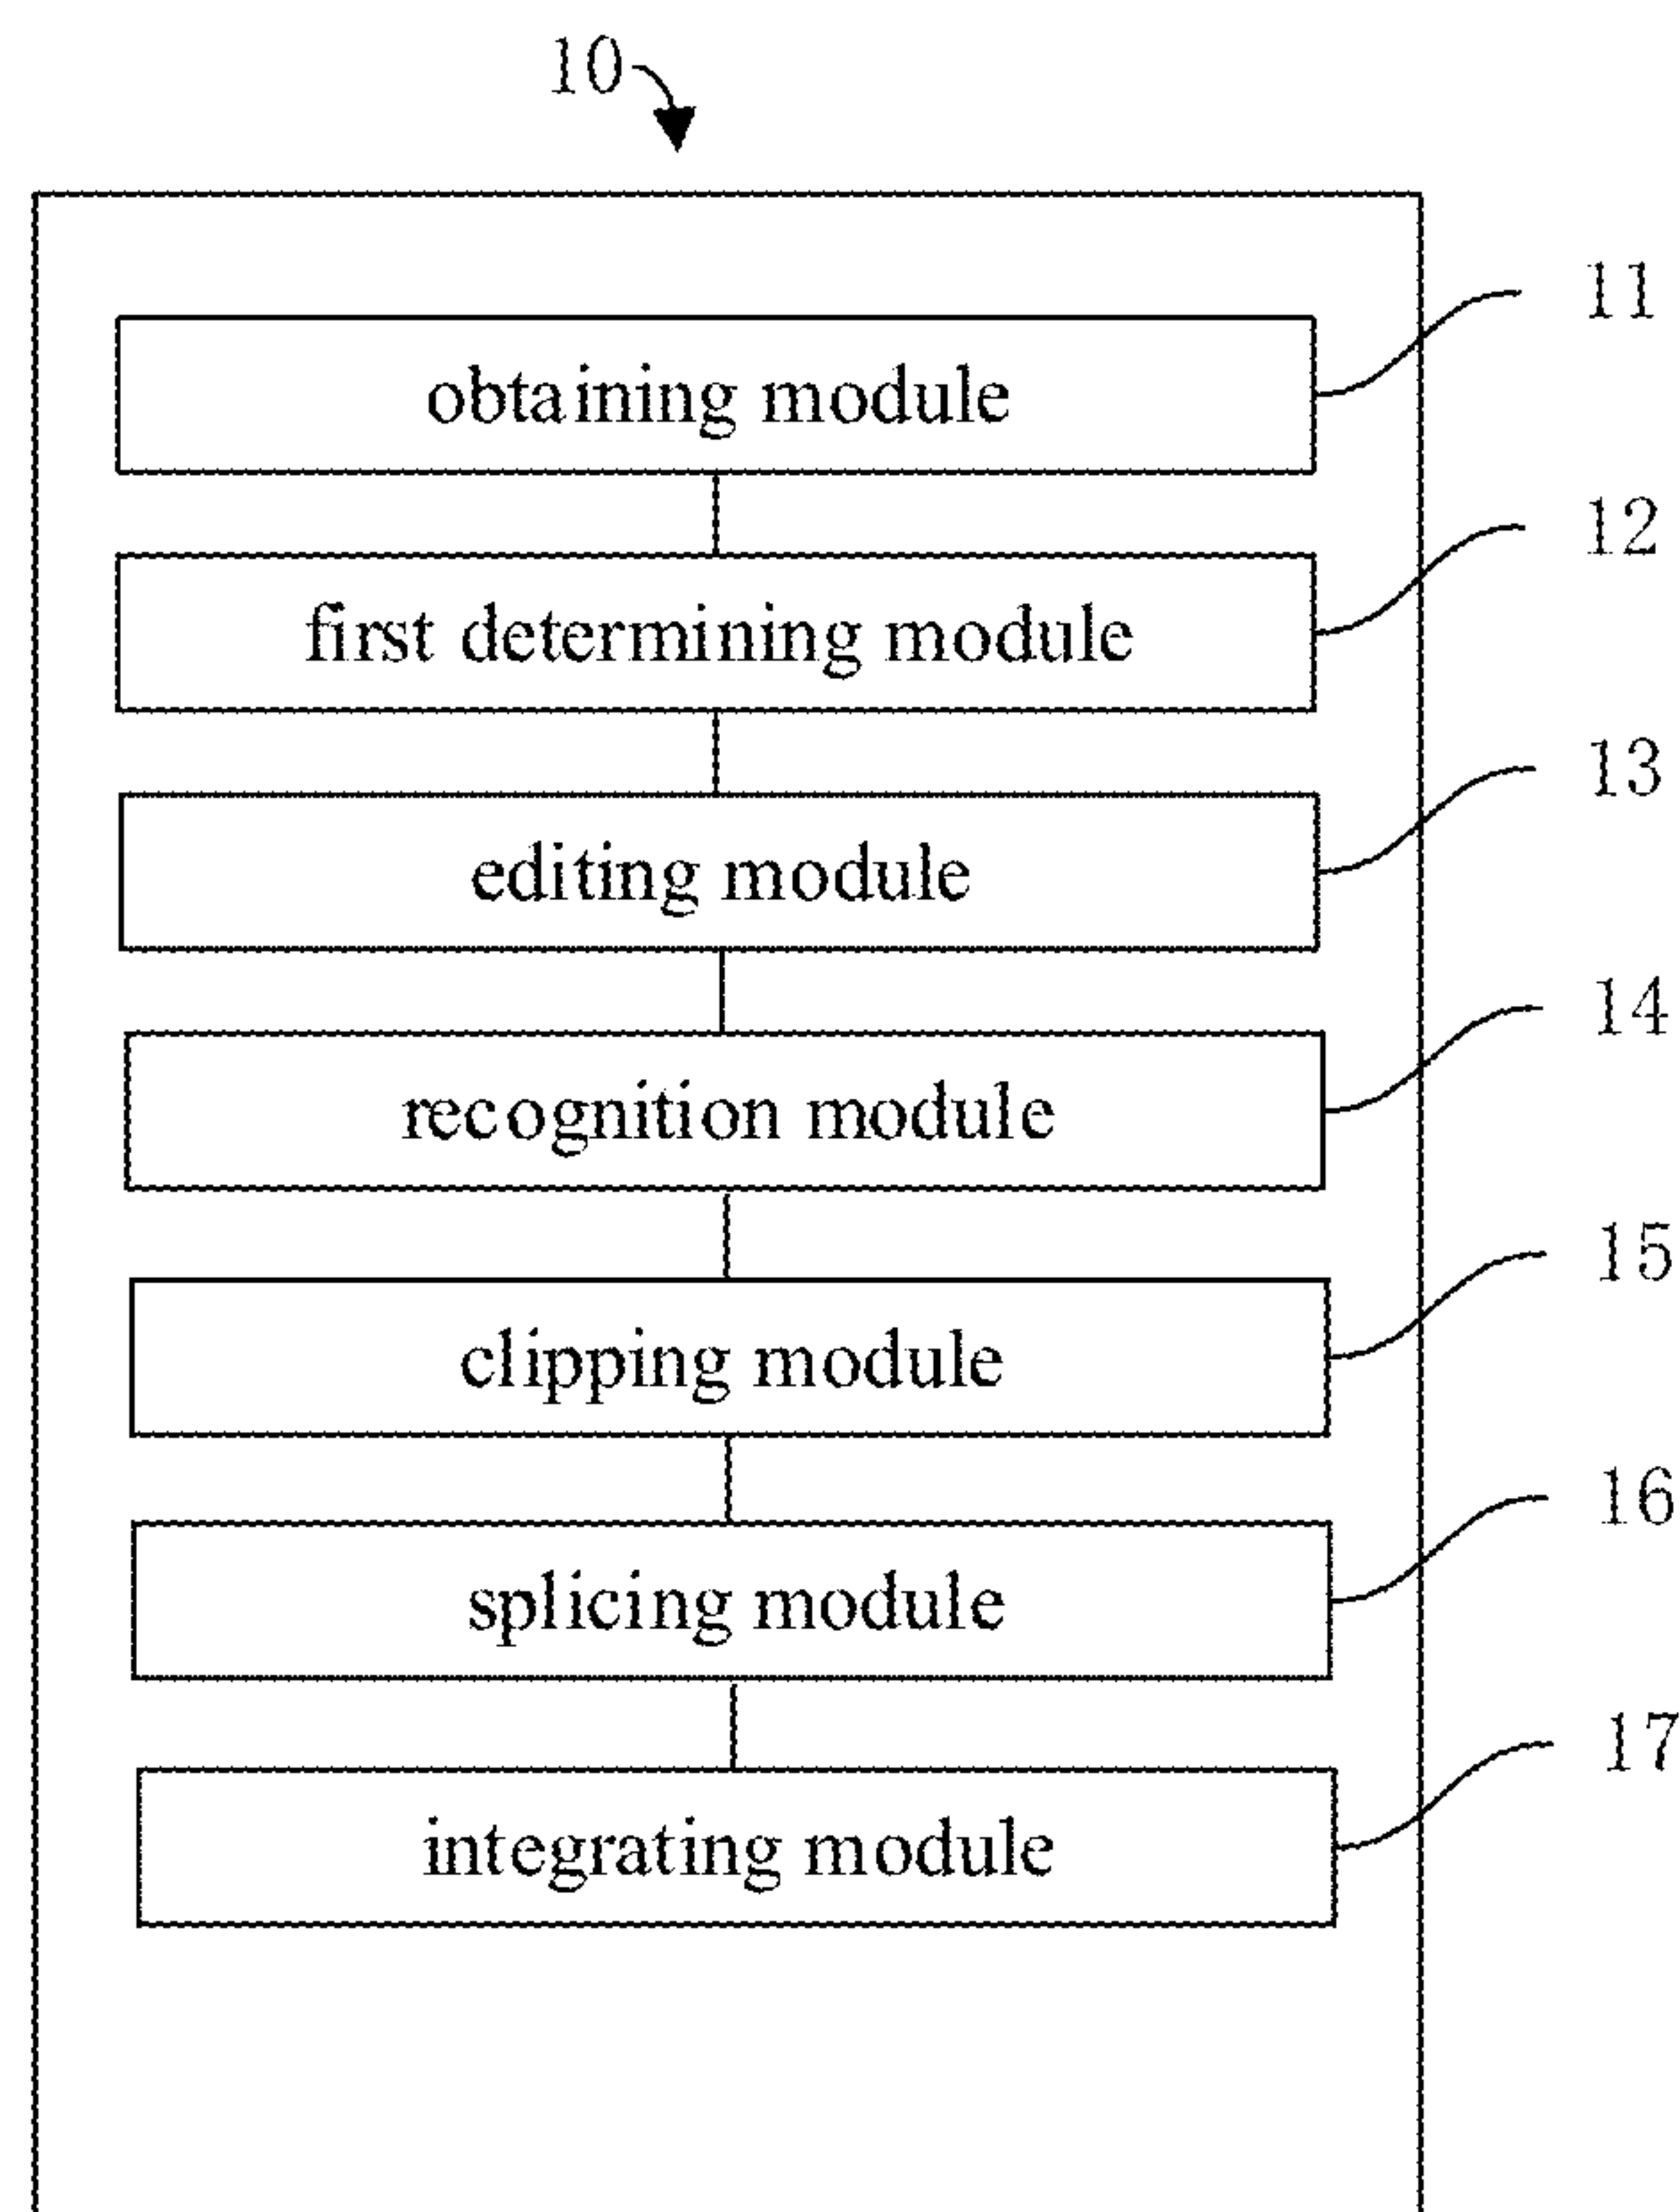 10
obtaining module
11
first determining module
12
editing module
13
recognition module
14
clipping module
15
splicing module
16
integrating module
17